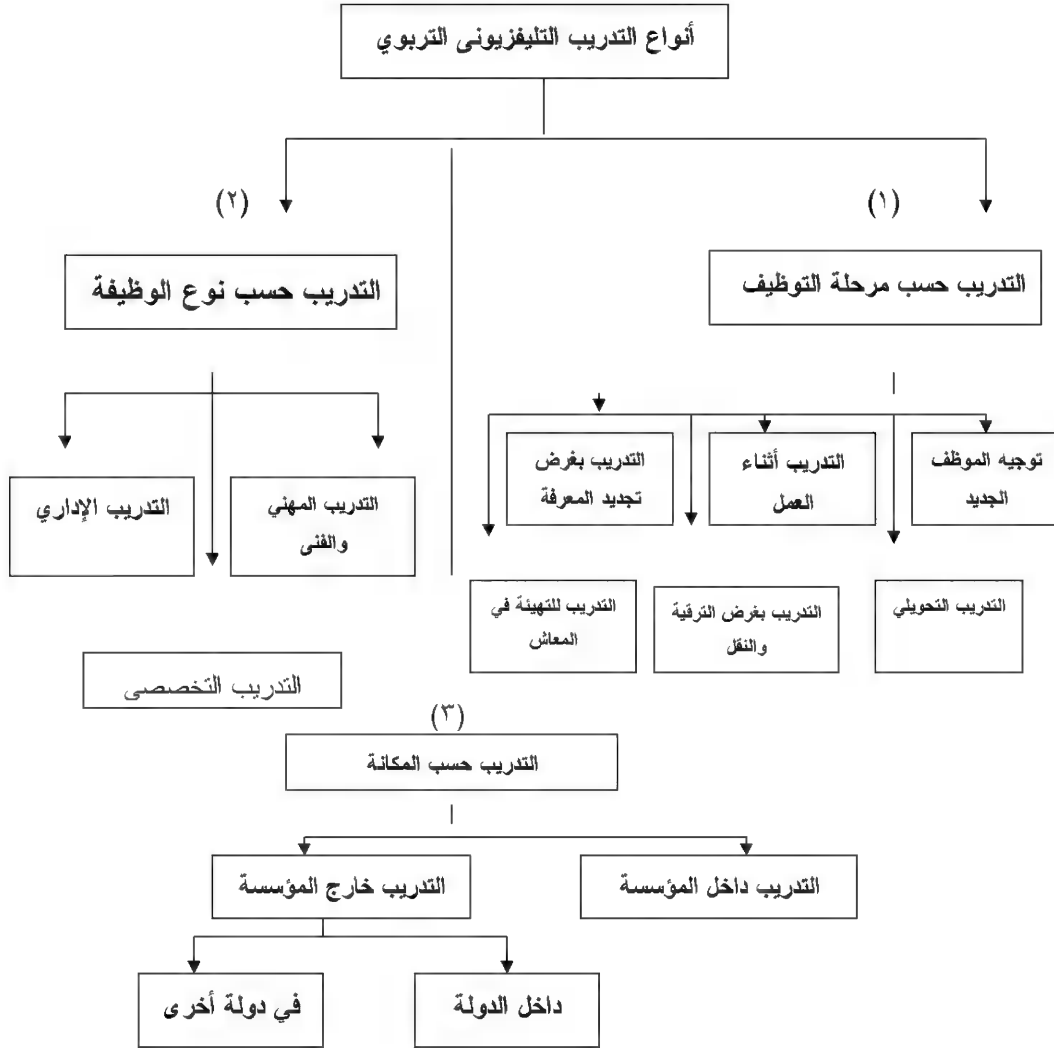 أنواع التدريب التليفزيونى التربوي
(١)
(٢)
التدريب حسب مرحلة التوظيف
التدريب حسب نوع الوظيفة
توجيه الموظف
الجديد
التدريب أثناء
العمل
التدريب بغرض
تجديد المعرفة
التدريب المهني
والفنى
التدريب الإداري
التدريب التحويلي
التدريب بغرض الترقية
والنقل
التدريب للتهيئة في
المعاش
التدريب التخصصى
(٣)
التدريب حسب المكانة
التدريب داخل المؤسسة
التدريب خارج المؤسسة
داخل الدولة
في دولة أخرى